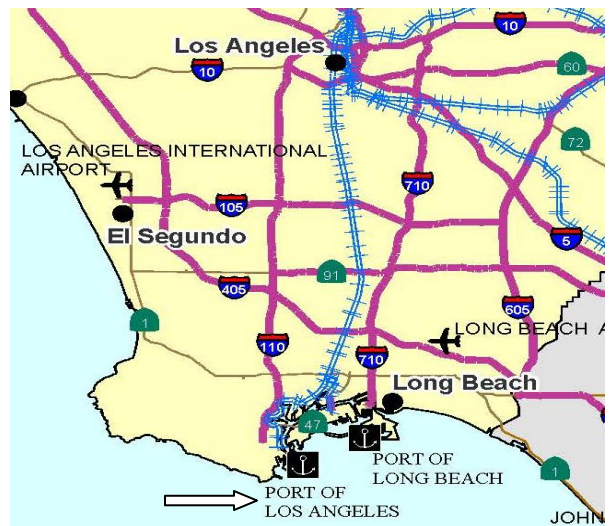 10
Los Angeles
10
60
72
LOS ANGELES INTERNATIONAL
AIRPORT
710
105
El Segundo
5
405
91
605
1
110
710
LONG BEACH A
Long Beach
47
PORT OF
LONG BEACH
PORT OF
LOS ANGELES
1
JOHN